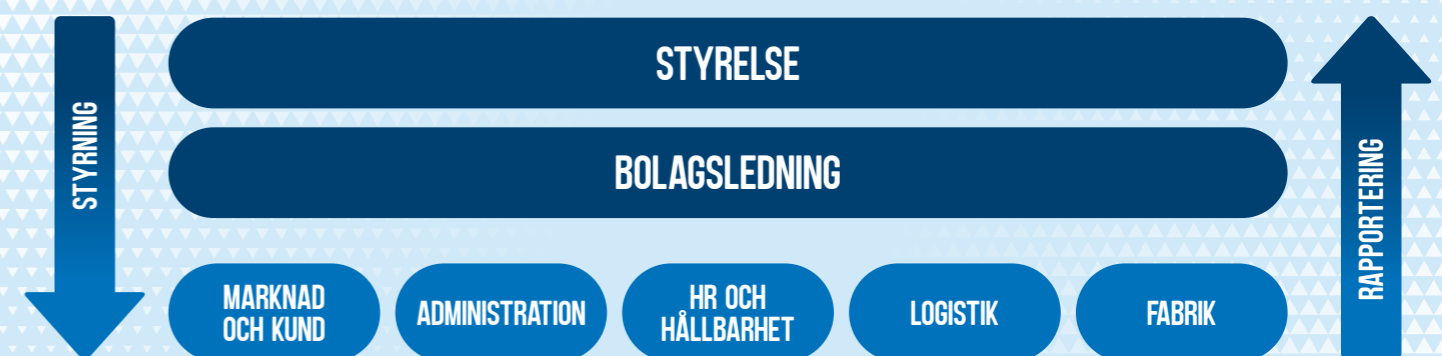 STYRNING
STYRELSE
BOLAGSLEDNING
MARKNAD
OCH KUND
ADMINISTRATION
HR OCH
HÅLLBARHET
LOGISTIK
FABRIK
RAPPORTERING